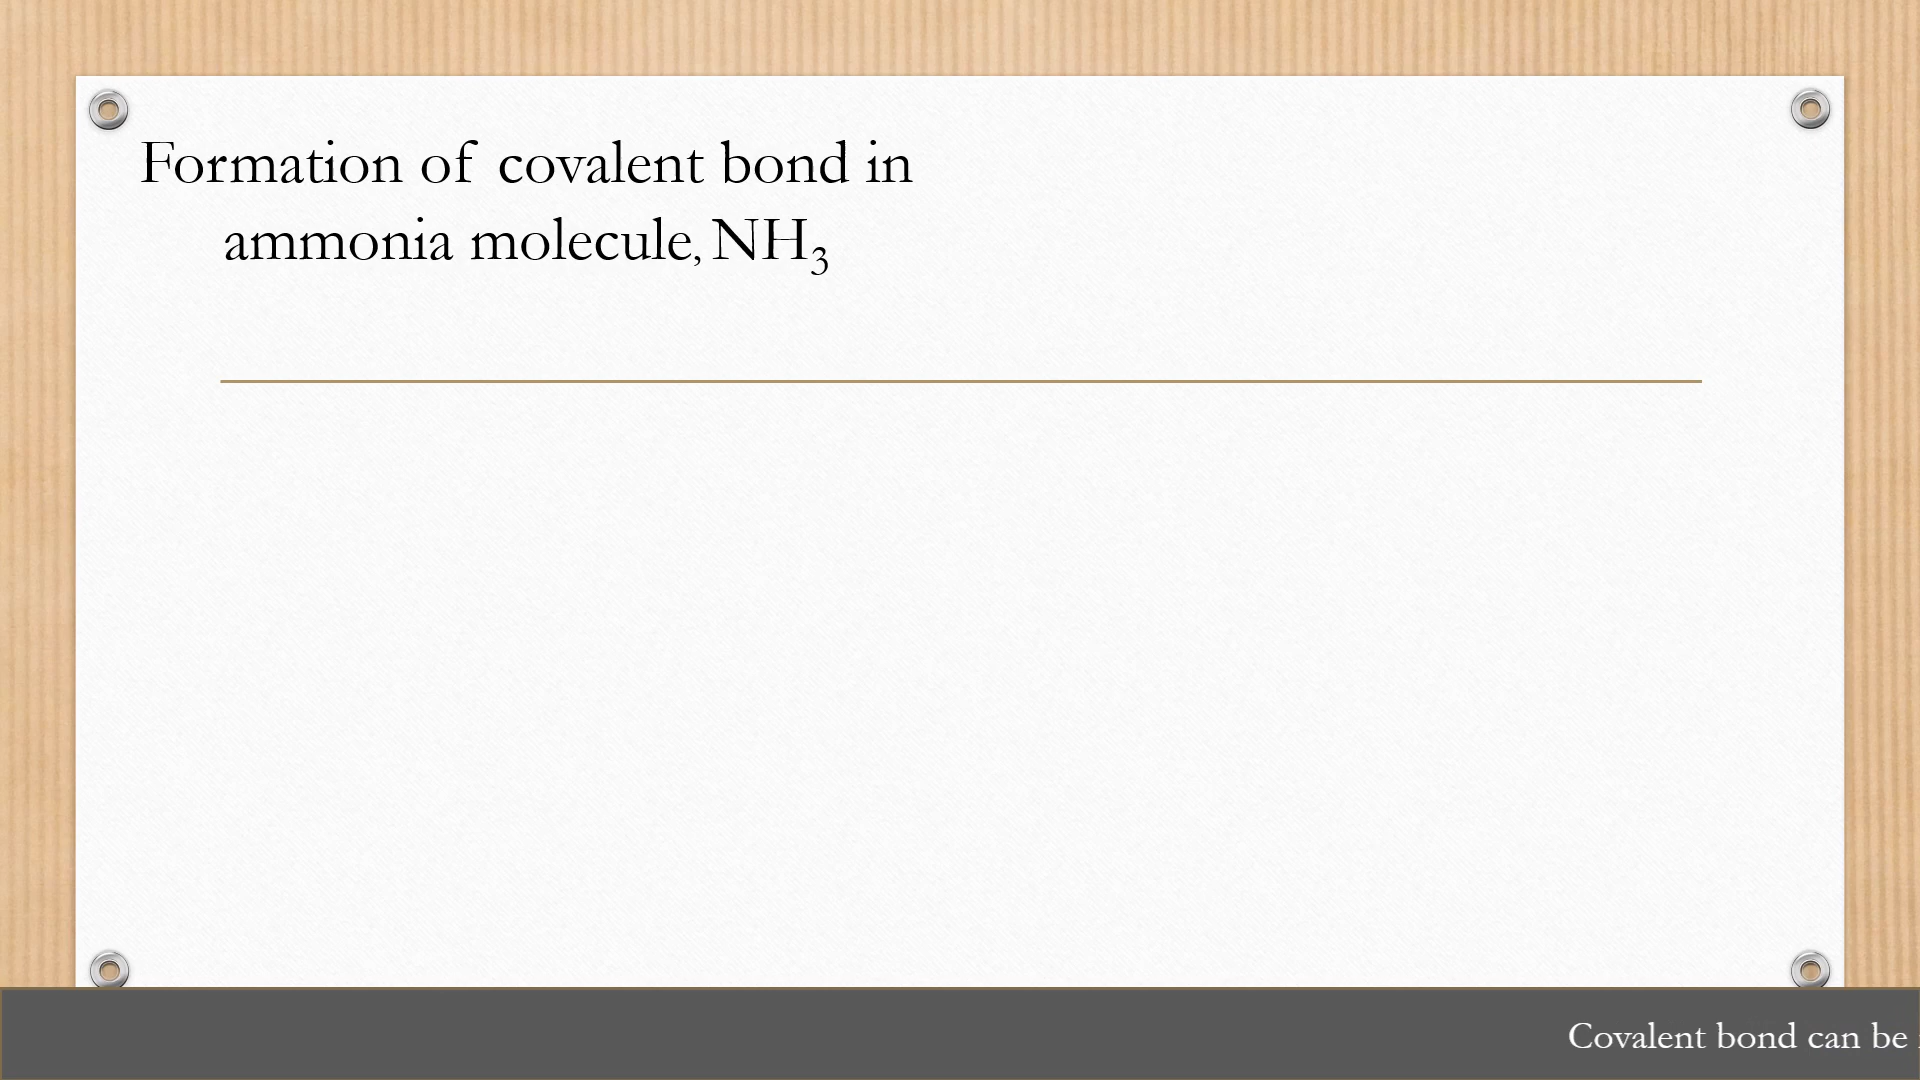 Formation of covalent bond in
ammonia molecule, NH₃
Covalent bond can be